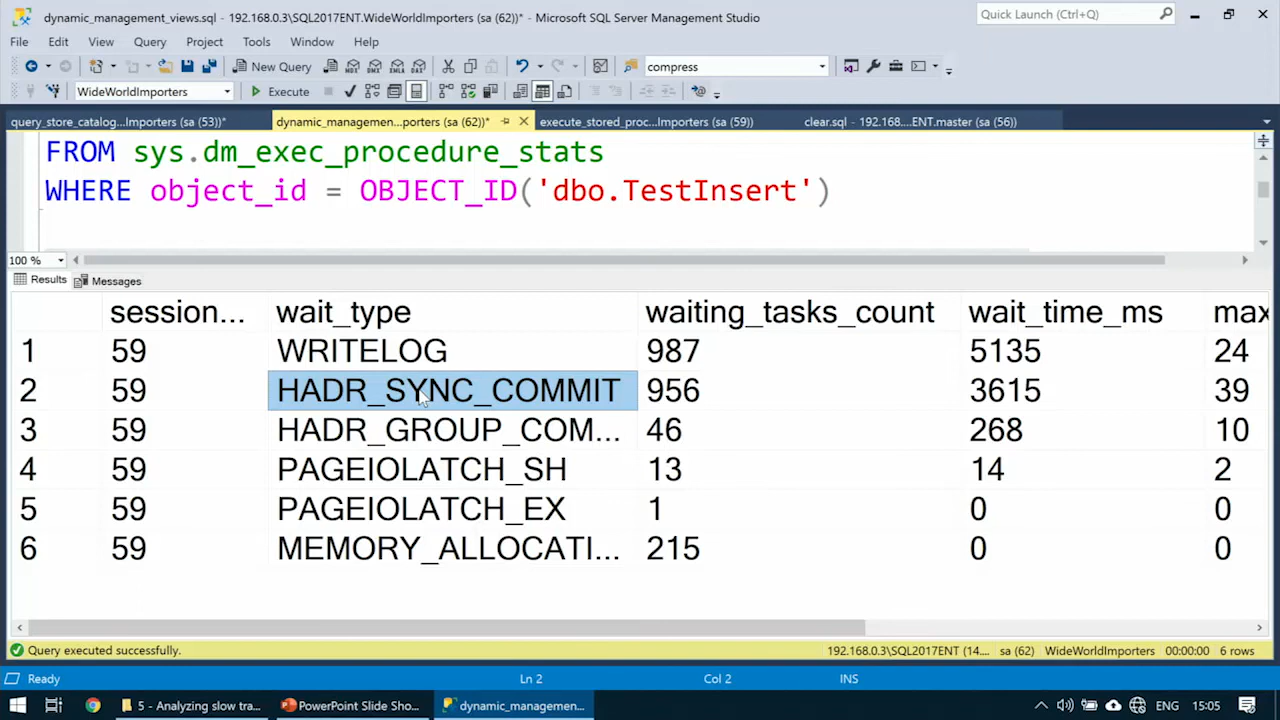 dynamic_management_views.sql - 192.168.0.3\SQL2017ENT.WideWorldImporters (sa (62))* - Microsoft SQL Server Management Studio
Quick Launch (Ctrl+Q)
File Edit View Query Project Tools Window Help
New Query MDX DMX XMLA DAX compress
WideWorldImporters Execute
query_store_catalog...Importers (sa (53))* dynamic_managemen...porters (sa (62))* execute_stored_proc...Importers (sa (59)) clear.sql - 192.168....ENT.master (sa (56))
FROM sys.dm_exec_procedure_stats
WHERE object_id = OBJECT_ID('dbo.TestInsert')
100 %
Results Messages
session... wait_type waiting_tasks_count wait_time_ms max
1 59 WRITELOG 987 5135 24
2 59 HADR_SYNC_COMMIT 956 3615 39
3 59 HADR_GROUP_COM... 46 268 10
4 59 PAGEIOLATCH_SH 13 14 2
5 59 PAGEIOLATCH_EX 1 0 0
6 59 MEMORY_ALLOCATI... 215 0 0
Query executed successfully. 192.168.0.3\SQL2017ENT (14.... sa (62) WideWorldImporters 00:00:00 6 rows
Ready Ln 2 Col 2 INS
5 - Analyzing slow tra... PowerPoint Slide Sho... dynamic_managemen... ENG 15:05